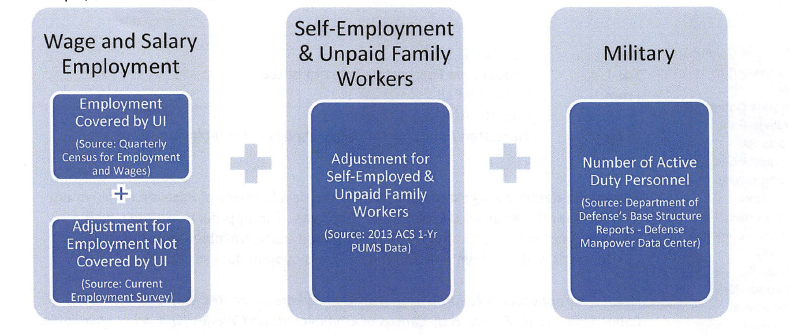 Wage and Salary
Employment
Employment
Covered by UI
(Source: Quarterly
Census for Employment
and Wages)
+
Adjustment for
Employment Not
Covered by UI
(Source: Current
Employment Survey)
+
Self-Employment
& Unpaid Family
Workers
Adjustment for
Self-Employed &
Unpaid Family
Workers
(Source: 2013 ACS 1-Yr
PUMS Data)
+
Military
Number of Active
Duty Personnel
(Source: Department of
Defense's Base Structure
Reports - Defense
Manpower Data Center)